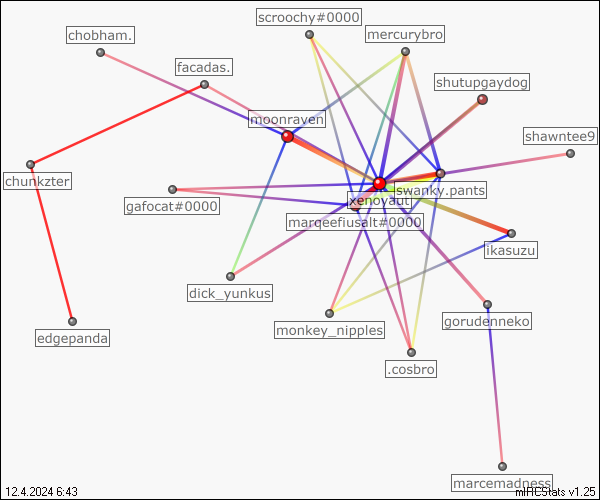 scroochy#0000
chobham.
mercurybro
facadas.
shutupgaydog
moonraven
shawntee9
chunkzter
swanky.pants
gafocat#0000
marqeefiusalt#0000
ikasuzu
dick_yunkus
monkey_nipples
gorudenneko
edgepanda
.cosbro
marcemadness
12.4.2024 6:43
mIRCStats v1.25